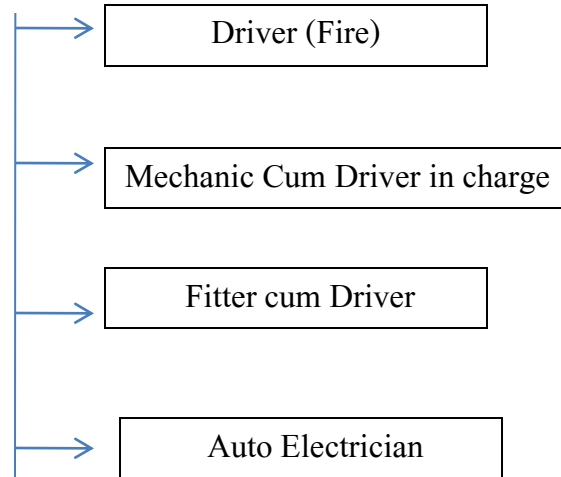 Driver (Fire)
Mechanic Cum Driver in charge
Fitter cum Driver
Auto Electrician